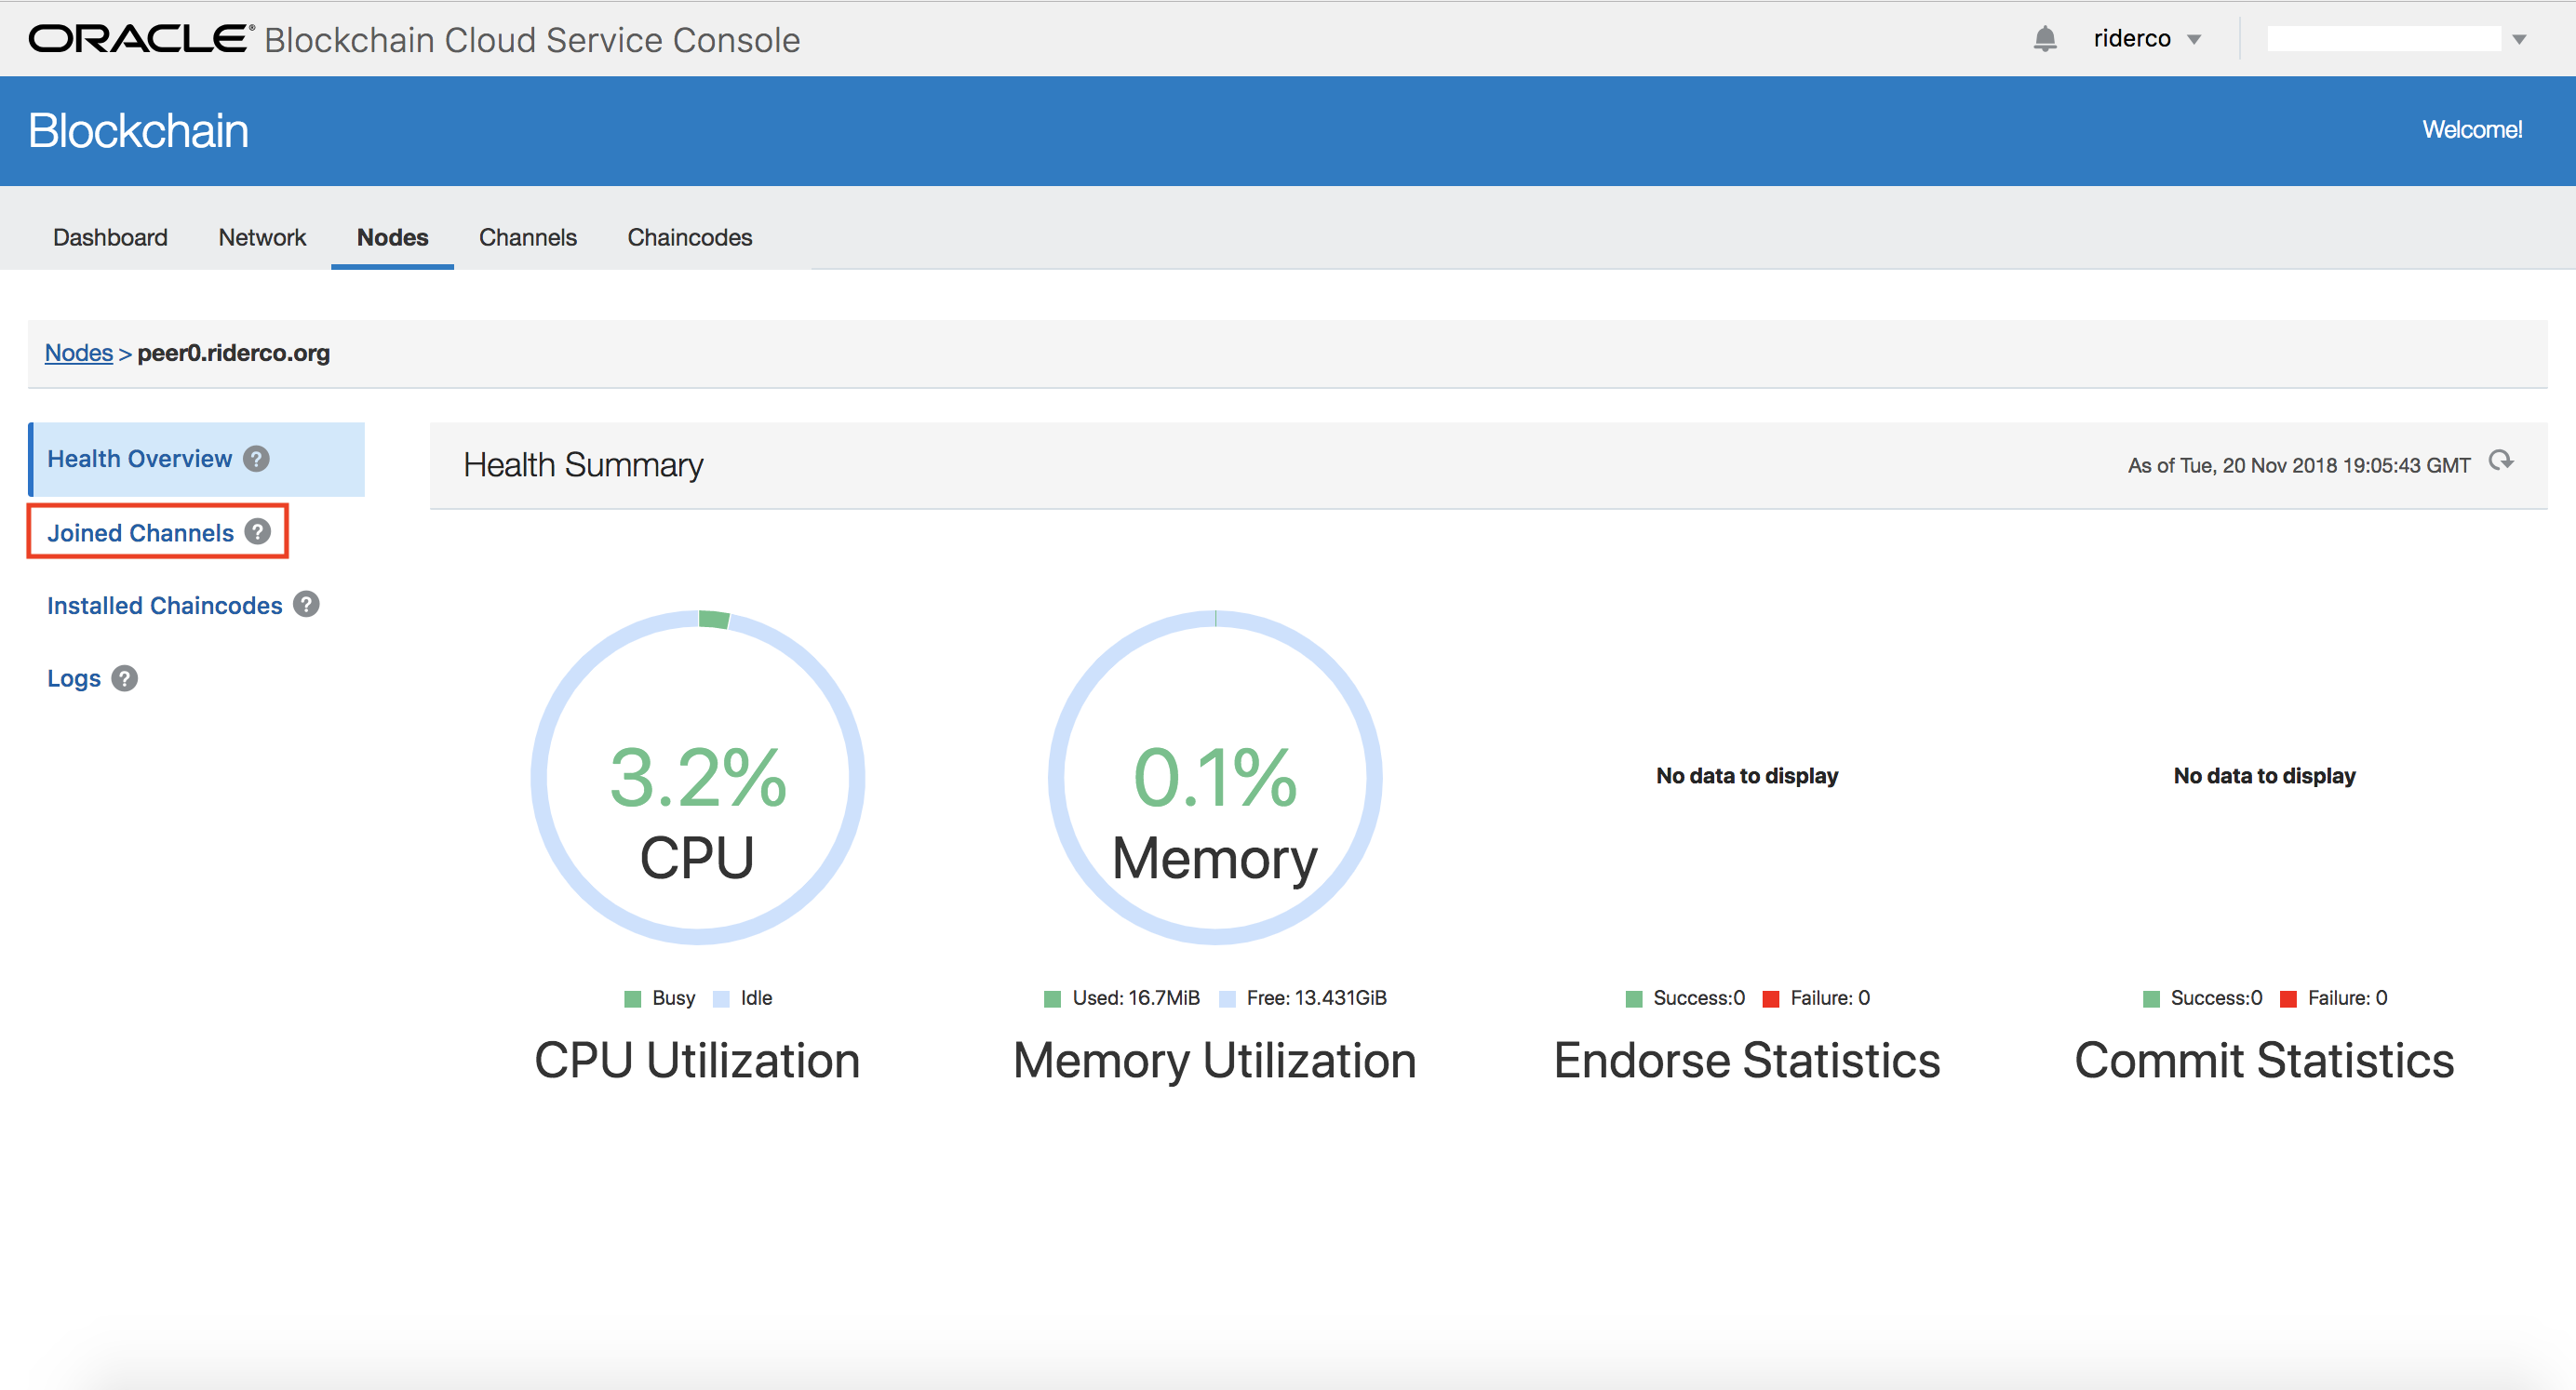 ORACLE® Blockchain Cloud Service Console
riderco
Blockchain
Welcome!
Dashboard Network Nodes Channels Chaincodes
Nodes > peer0.riderco.org
Health Overview ?
Joined Channels ?
Installed Chaincodes ?
Logs ?
Health Summary
As of Tue, 20 Nov 2018 19:05:43 GMT
3.2%
CPU
Busy Idle
CPU Utilization
0.1%
Memory
Used: 16.7MiB Free: 13.431GiB
Memory Utilization
No data to display
Success:0 Failure: 0
Endorse Statistics
No data to display
Success:0 Failure: 0
Commit Statistics